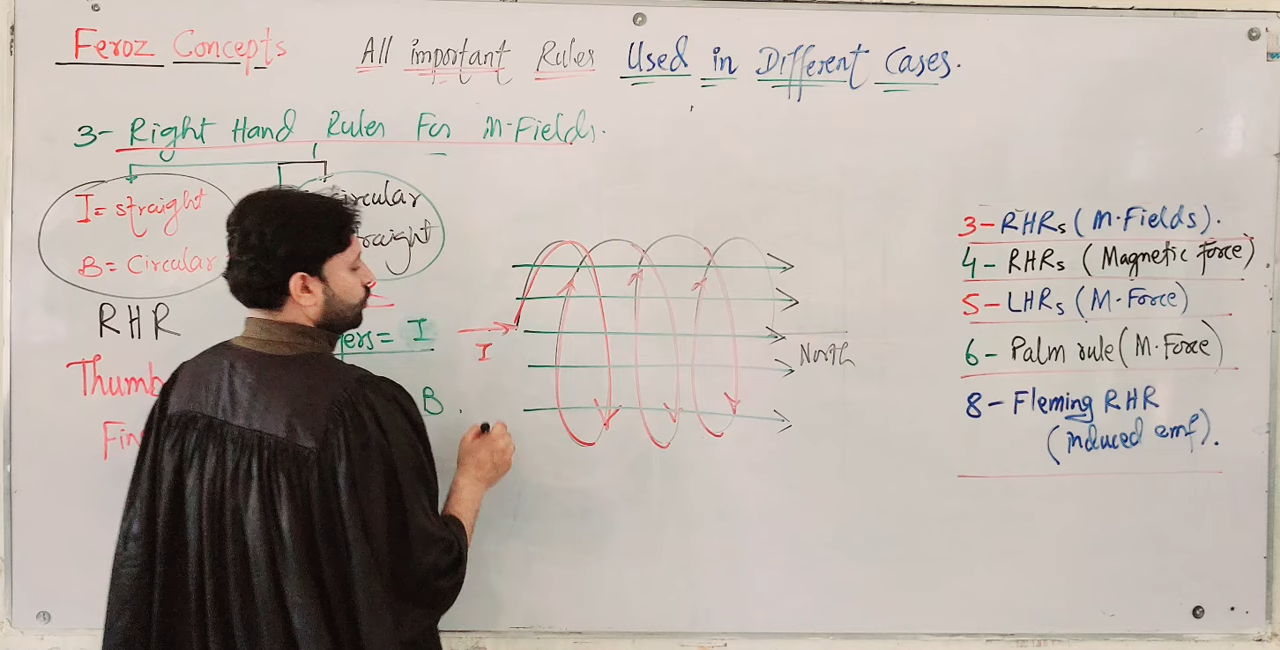 Feroz Concepts
All important Rules Used in Different Cases.
3- Right Hand Rules For M-Fields.
I= straight
B= Circular
circular
RHR
Thumb
= I
B.
I
North
3-RHRs (M.Fields).
4- RHRs (Magnetic force)
5- LHRs (M-Force)
6- Palm rule (M.Force)
8- Fleming RHR
(induced emf).